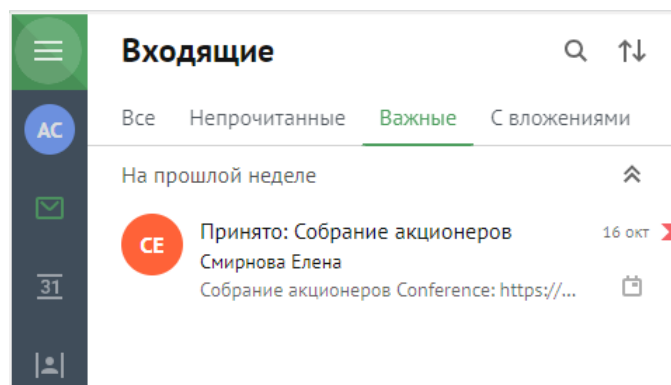 Входящие
АС
Все Непрочитанные Важные С вложениями
На прошлой неделе
СЕ
Принято: Собрание акционеров 16 окт
Смирнова Елена
31
Собрание акционеров Conference: https://...